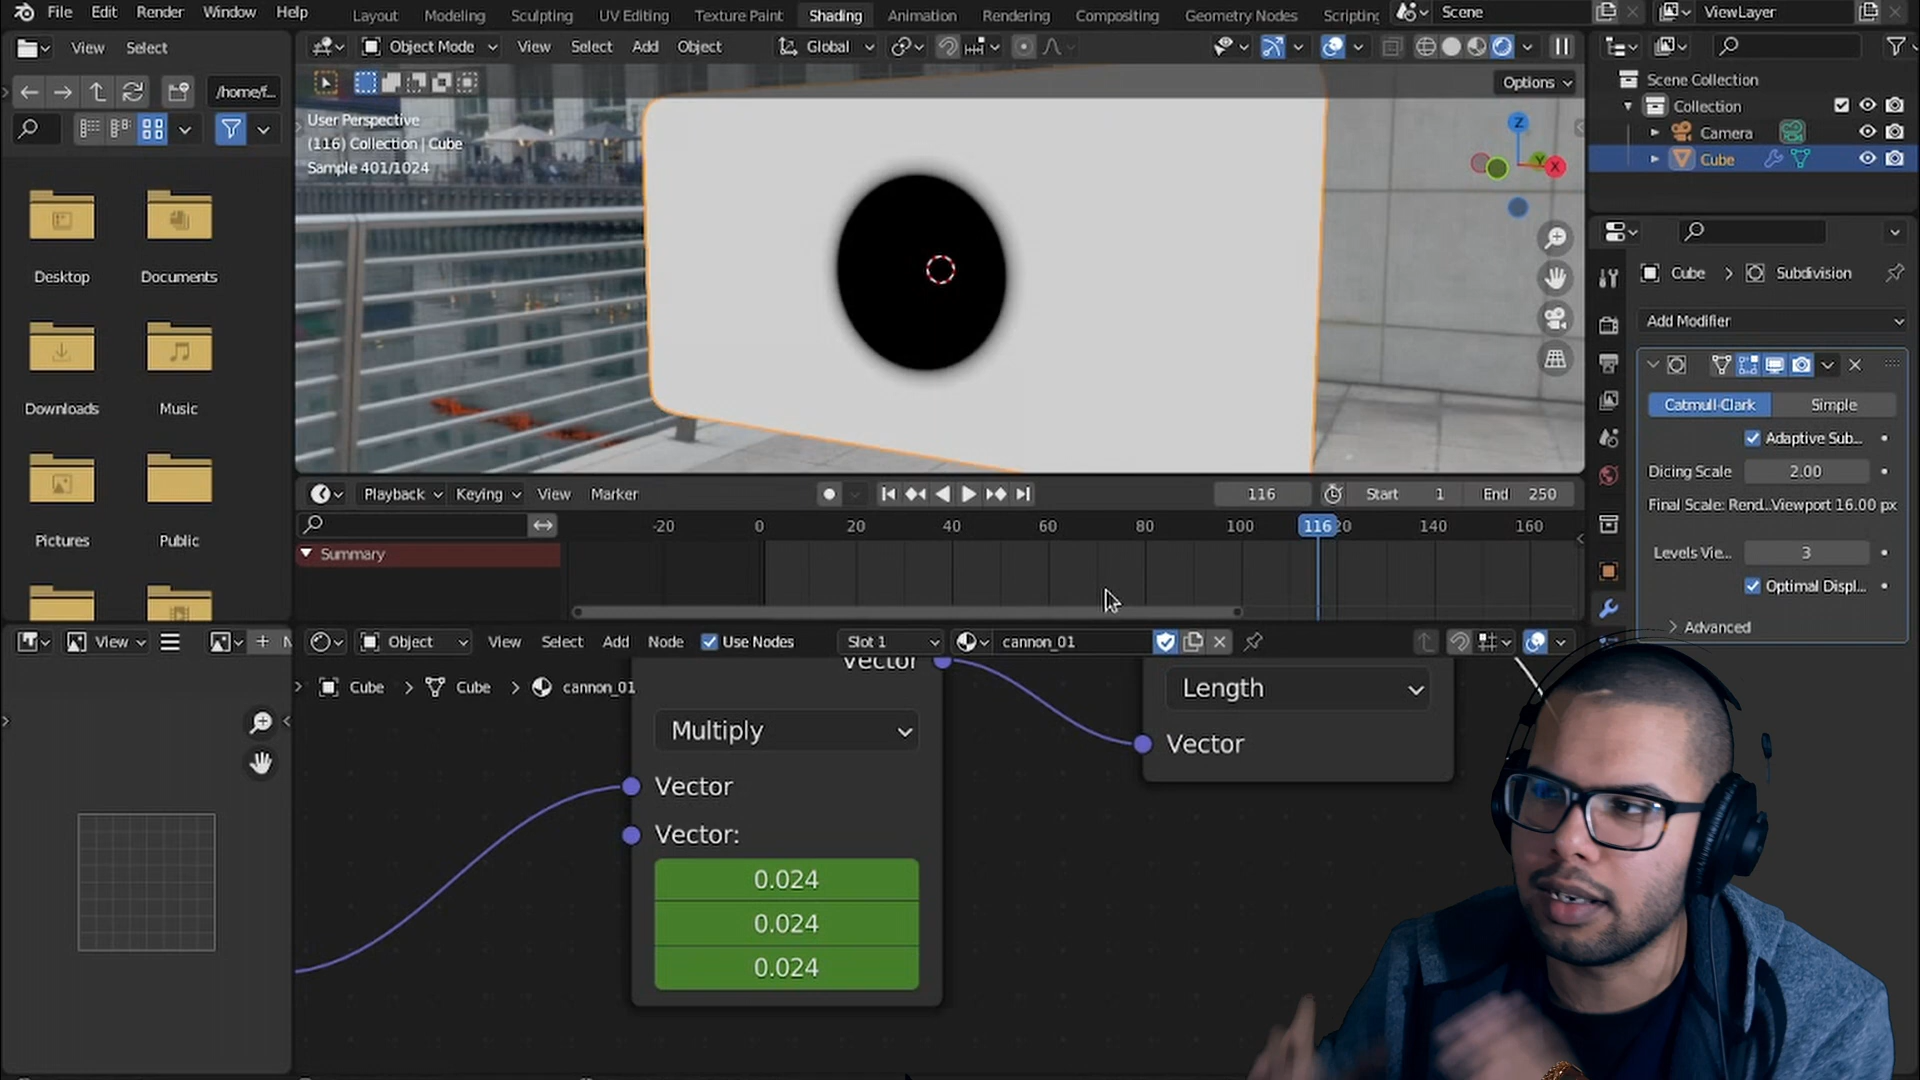 File Edit Render Window Help
Layout Modeling Sculpting UV Editing Texture Paint Shading Animation Rendering Compositing Geometry Nodes Scripting
Scene
ViewLayer
View Select
Object Mode View Select Add Object
Global
/home/f...
Options
User Perspective
(116) Collection | Cube
Sample 401/1024
Z
Y
X
Scene Collection
Collection
Camera
Cube
Desktop Documents
Downloads Music
Pictures Public
Cube > Subdivision
Add Modifier
Catmull-Clark Simple
Adaptive Sub...
Dicing Scale 2.00
Final Scale: Rend...Viewport 16.00 px
Levels Vie... 3
Optimal Displ...
> Advanced
Playback Keying View Marker
116 Start 1 End 250
-20 0 20 40 60 80 100 116 120 140 160
Summary
View
Object View Select Add Node Use Nodes Slot 1 cannon_01
Cube > Cube > cannon_01
Vector
Multiply
Vector
Vector:
0.024
0.024
0.024
Length
Vector